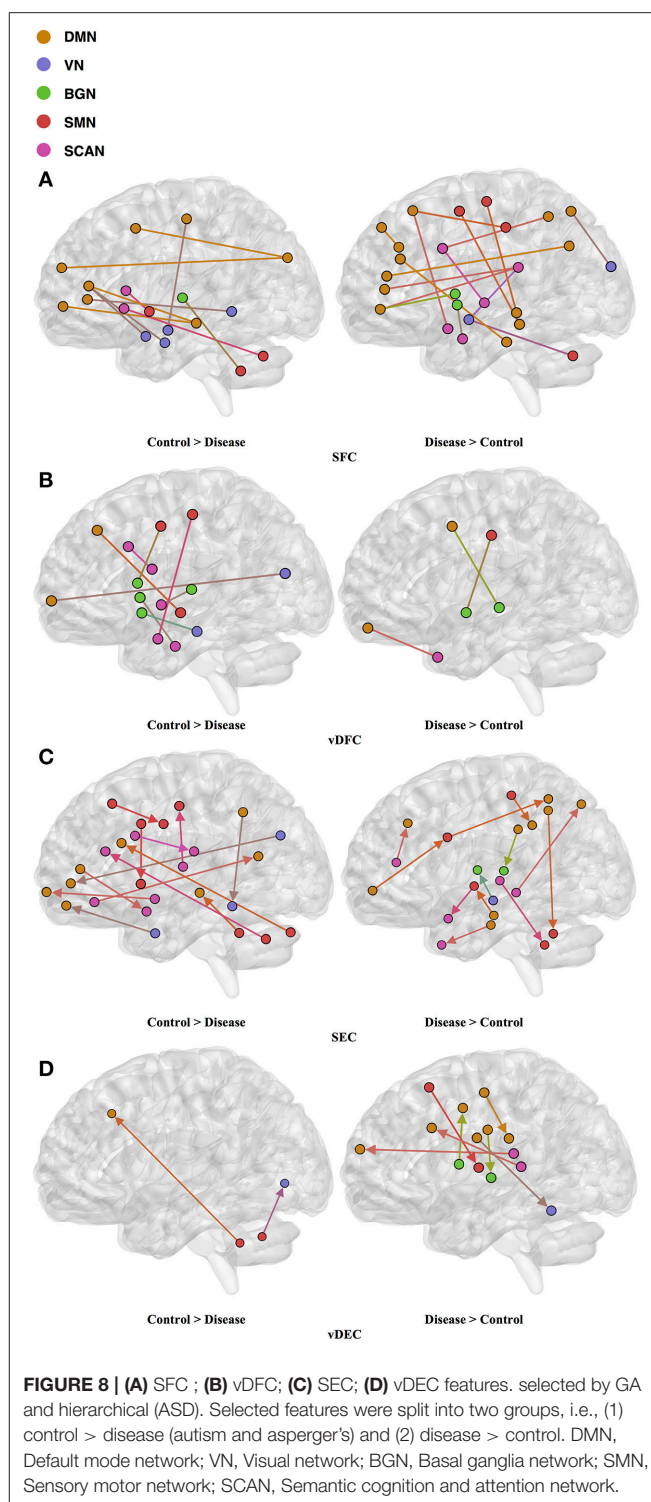 DMN
VN
BGN
SMN
SCAN
A
Control > Disease
Disease > Control
SFC
B
Control > Disease
Disease > Control
vDFC
C
Control > Disease
Disease > Control
SEC
D
Control > Disease
Disease > Control
vDEC
FIGURE 8 | (A) SFC ; (B) vDFC; (C) SEC; (D) vDEC features. selected by GA
and hierarchical (ASD). Selected features were split into two groups, i.e., (1)
control > disease (autism and asperger's) and (2) disease > control. DMN,
Default mode network; VN, Visual network; BGN, Basal ganglia network; SMN,
Sensory motor network; SCAN, Semantic cognition and attention network.